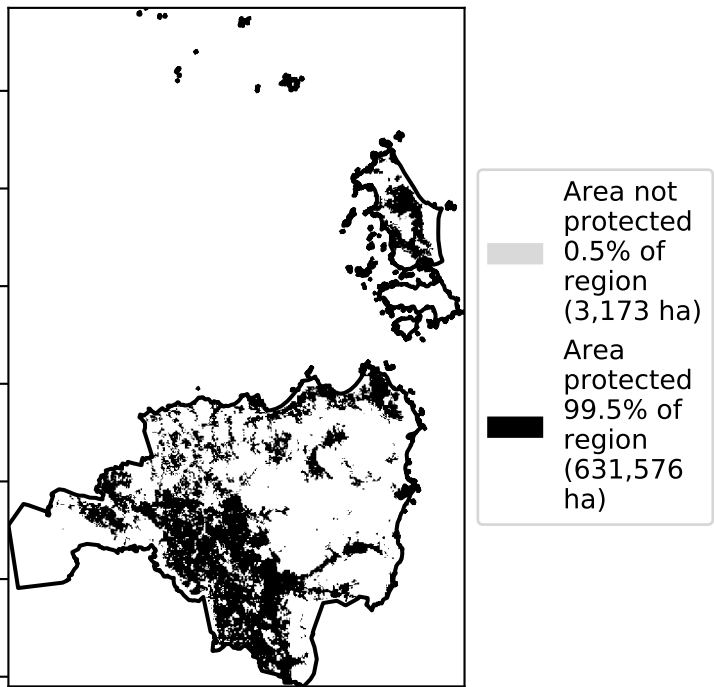 Area not
protected
0.5% of
region
(3,173 ha)
Area
protected
99.5% of
region
(631,576
ha)